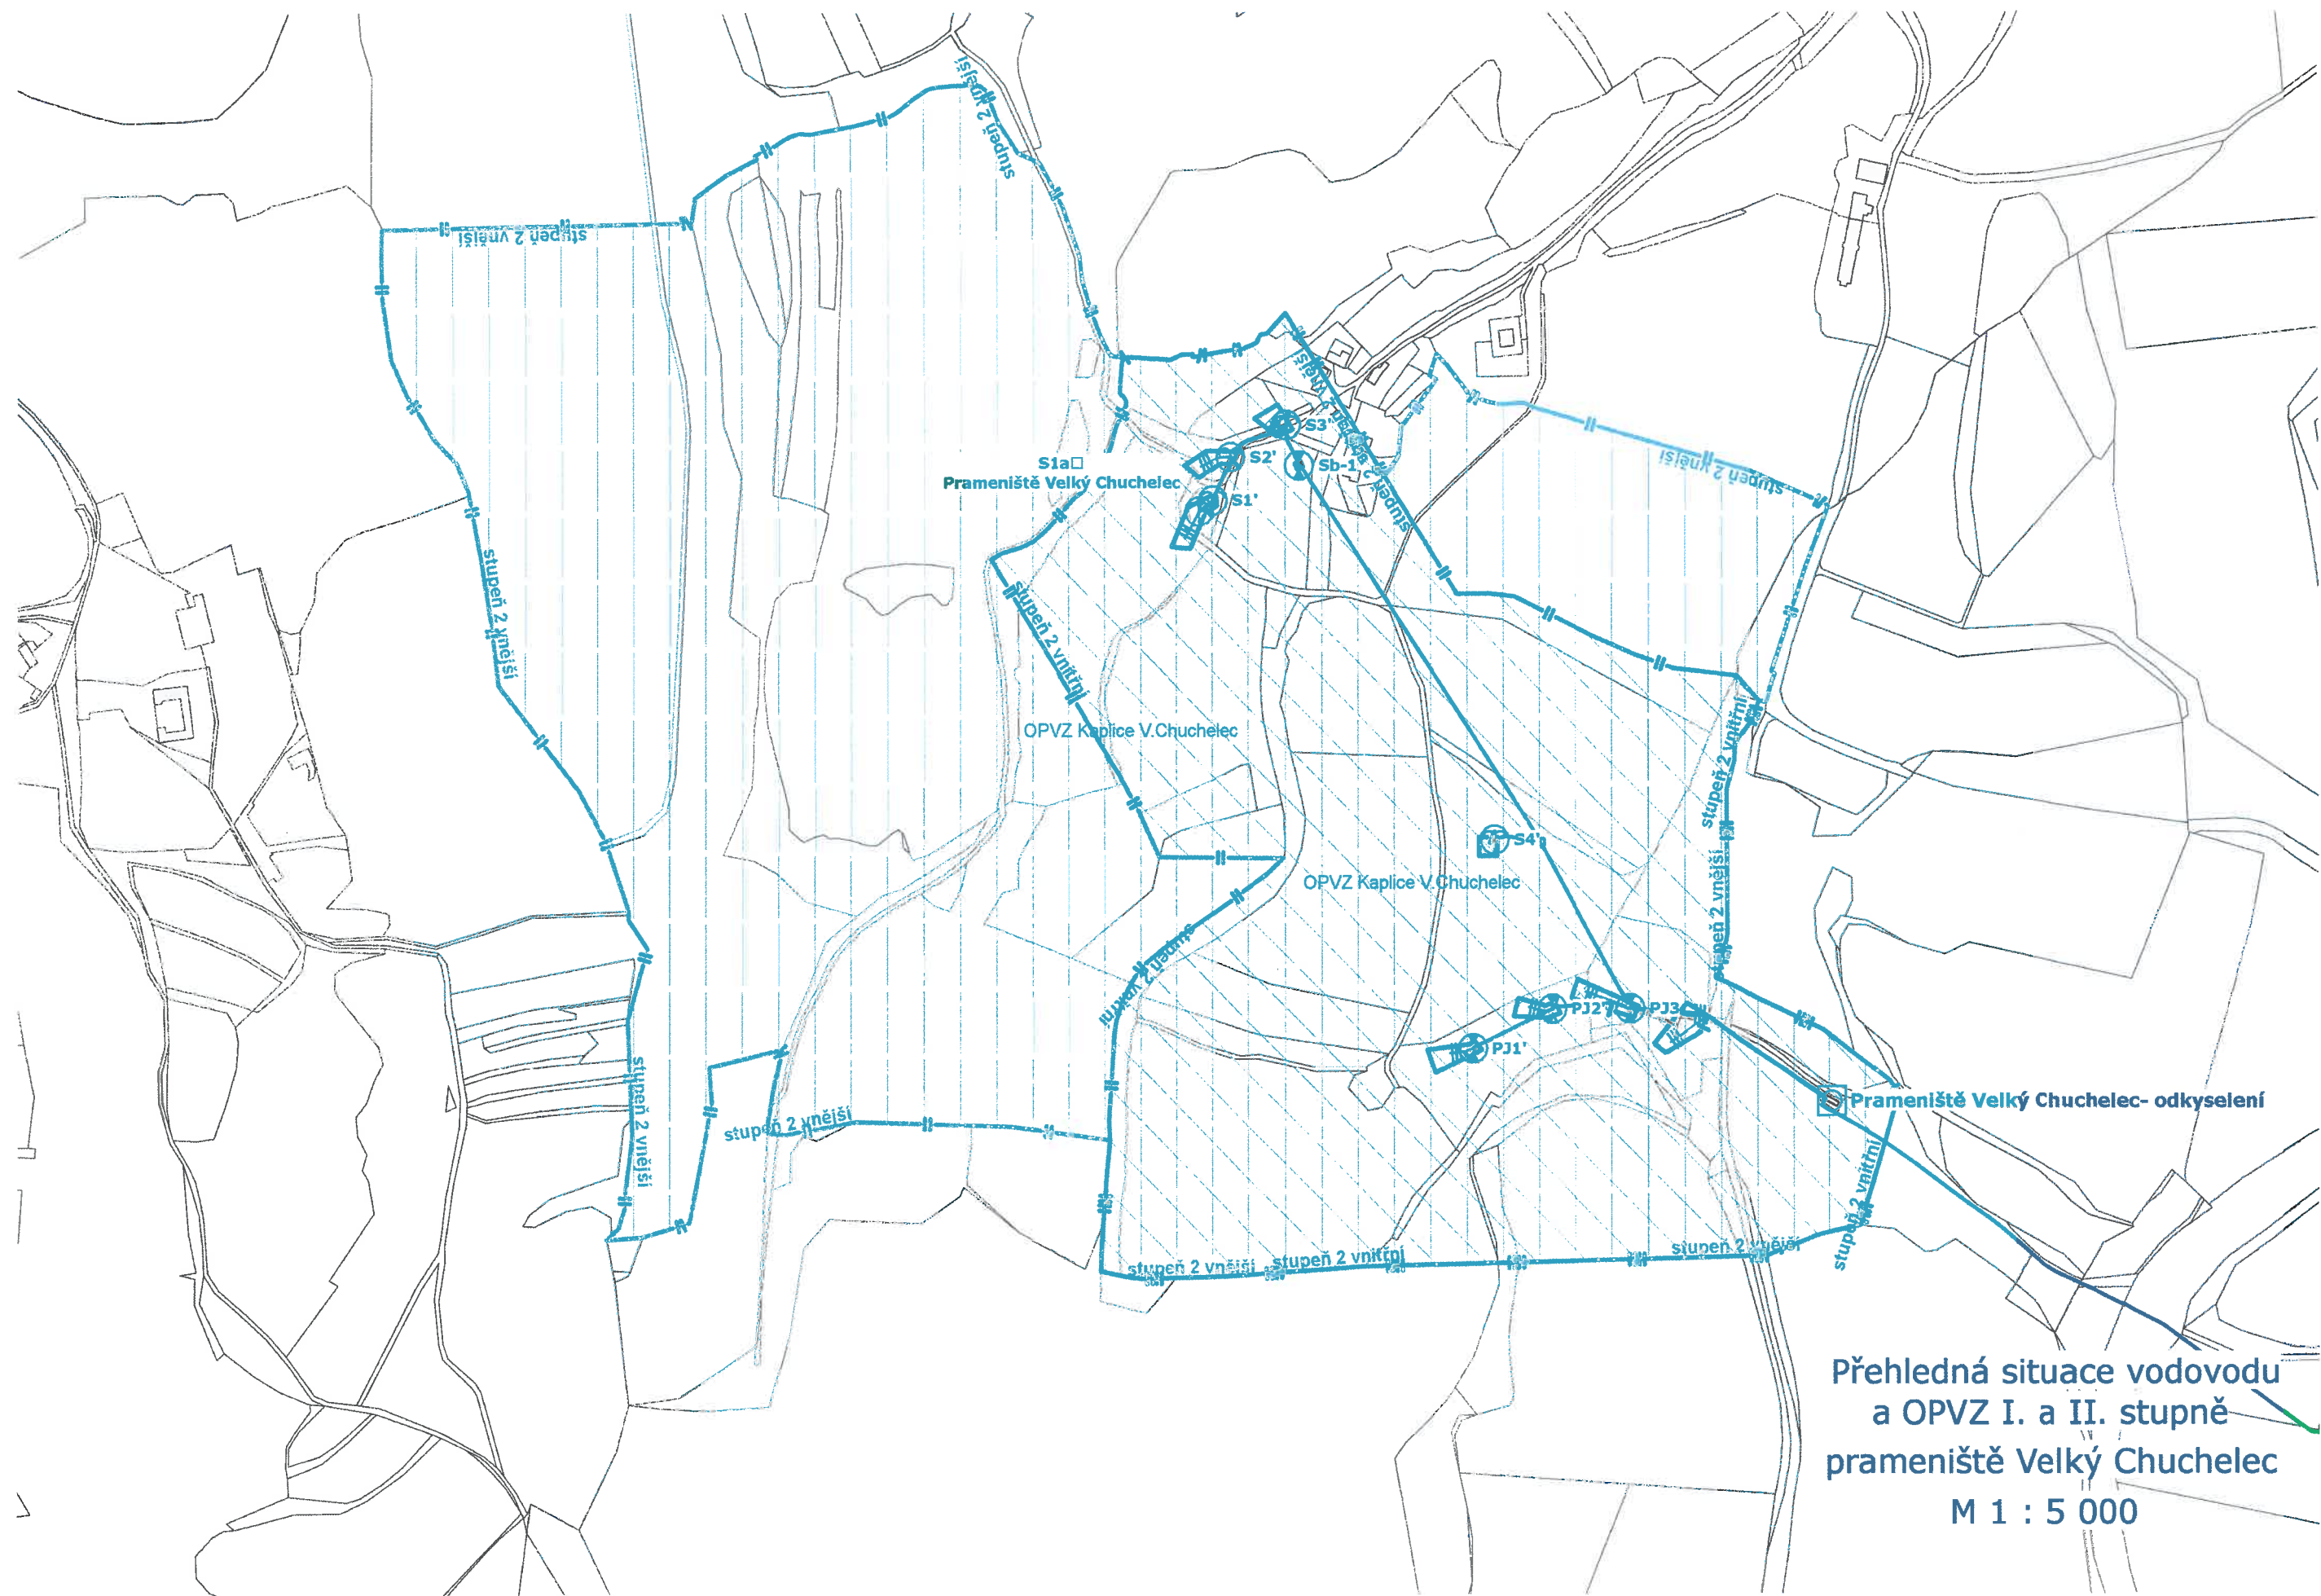 stupeň 2 vnější
stupeň 2 vnější
stupeň 2 vnější
S3'
S2'
Sb-1
S1a□
Prameniště Velký Chuchelec
S1'
stupeň 2 vnější
stupeň 2 vnější
stupeň 2 vnitřní
OPVZ Kaplice V.Chuchelec
stupeň 2 vnitřní
S4'
OPVZ Kaplice V.Chuchelec
stupeň 2 vnější
stupeň 2 vnitřní
PJ2'
PJ3'
PJ1'
stupeň 2 vnější
stupeň 2 vnější
Prameniště Velký Chuchelec- odkyselení
stupeň 2 vnitřní
stupeň 2 vnější
stupeň 2 vnitřní
stupeň 2 vnější
Přehledná situace vodovodu
a OPVZ I. a II. stupně
prameniště Velký Chuchelec
M 1 : 5 000